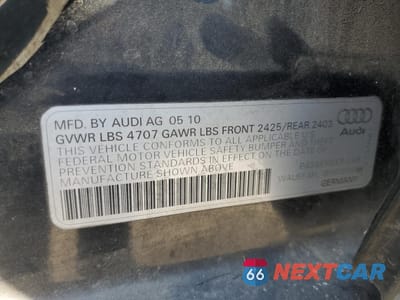 MFD. BY AUDI AG 05 10
GVWR LBS 4707 GAWR LBS FRONT 2425/REAR 2403
THIS VEHICLE CONFORMS TO ALL APPLICABLE U.S.
FEDERAL MOTOR VEHICLE SAFETY BUMPER AND THEFT
PREVENTION STANDARDS IN EFFECT ON THE DATE OF
MANUFACTURE SHOWN ABOVE
Audi
GERMANY
66 NEXTCAR